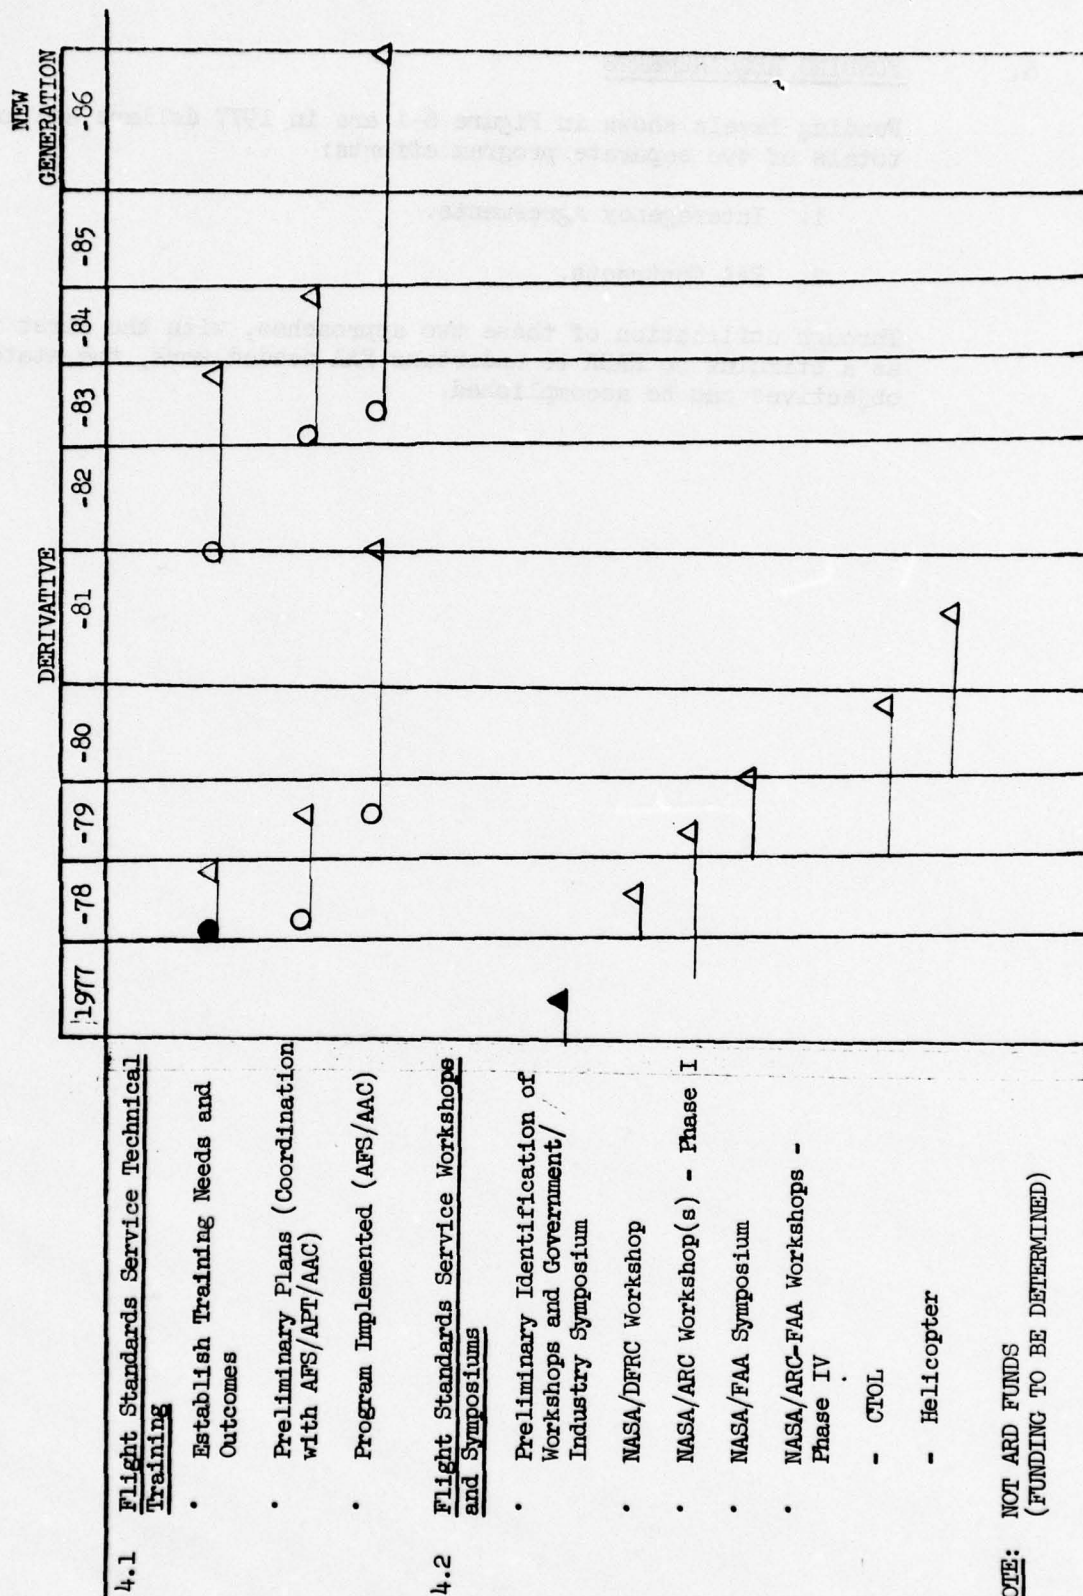 NEW
DERIVATIVE GENERATION
1977 -78 -79 -80 -81 -82 -83 -84 -85 -86
4.1 Flight Standards Service Technical
Training
• Establish Training Needs and
Outcomes
• Preliminary Plans (Coordination
with AFS/APT/AAC)
• Program Implemented (AFS/AAC)
4.2 Flight Standards Service Workshops
and Symposiums
• Preliminary Identification of
Workshops and Government/
Industry Symposium
• NASA/DFRC Workshop
• NASA/ARC Workshop(s) - Phase I
• NASA/FAA Symposium
• NASA/ARC-FAA Workshops -
Phase IV
- CTOL
- Helicopter
OTE: NOT ARD FUNDS
(FUNDING TO BE DETERMINED)